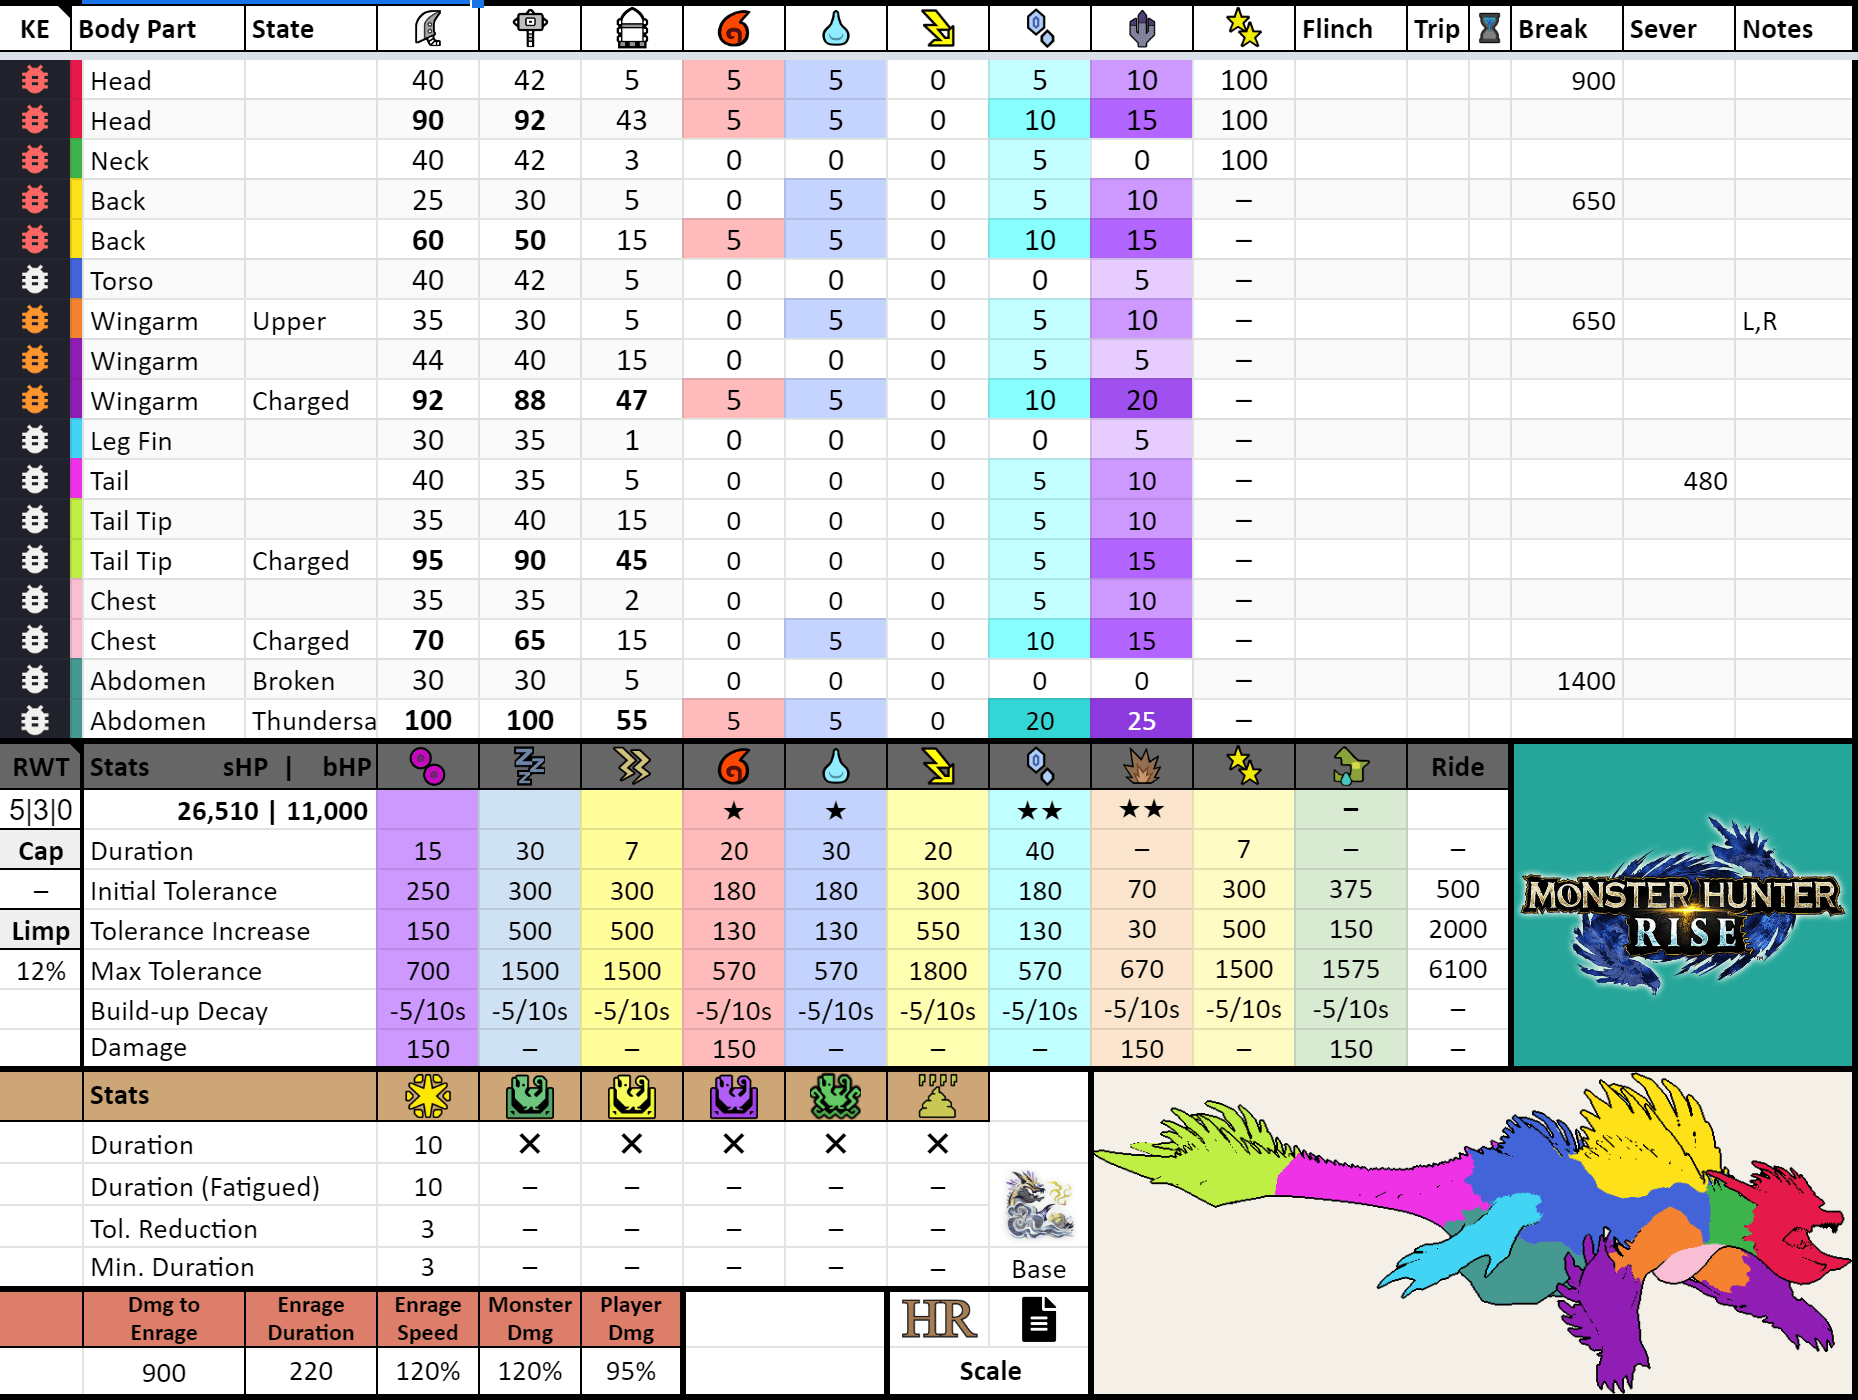 KE Body Part State Flinch Trip Break Sever Notes
Head 40 42 5 5 5 0 5 10 100 900
Head 90 92 43 5 5 0 10 15 100
Neck 40 42 3 0 0 0 5 0 100
Back 25 30 5 0 5 0 5 10 – 650
Back 60 50 15 5 5 0 10 15 –
Torso 40 42 5 0 0 0 0 5 –
Wingarm Upper 35 30 5 0 5 0 5 10 – 650 L,R
Wingarm 44 40 15 0 0 0 5 5 –
Wingarm Charged 92 88 47 5 5 0 10 20 –
Leg Fin 30 35 1 0 0 0 0 5 –
Tail 40 35 5 0 0 0 5 10 – 480
Tail Tip 35 40 15 0 0 0 5 10 –
Tail Tip Charged 95 90 45 0 0 0 5 15 –
Chest 35 35 2 0 0 0 5 10 –
Chest Charged 70 65 15 0 5 0 10 15 –
Abdomen Broken 30 30 5 0 0 0 0 0 – 1400
Abdomen Thundersa 100 100 55 5 5 0 20 25 –
RWT Stats sHP | bHP Ride
5|3|0 26,510 | 11,000 ★ ★ ★★ ★★ –
Cap Duration 15 30 7 20 30 20 40 – 7 – –
– Initial Tolerance 250 300 300 180 180 300 180 70 300 375 500
Limp Tolerance Increase 150 500 500 130 130 550 130 30 500 150 2000
12% Max Tolerance 700 1500 1500 570 570 1800 570 670 1500 1575 6100
Build-up Decay -5/10s -5/10s -5/10s -5/10s -5/10s -5/10s -5/10s -5/10s -5/10s -5/10s –
Damage 150 – – 150 – – – 150 – 150 –
MONSTER HUNTER
RISE
Stats
Duration 10 ✕ ✕ ✕ ✕ ✕
Duration (Fatigued) 10 – – – – –
Tol. Reduction 3 – – – – –
Min. Duration 3 – – – – – Base
Dmg to Enrage Enrage Monster Player
Enrage Duration Speed Dmg Dmg HR
900 220 120% 120% 95% Scale